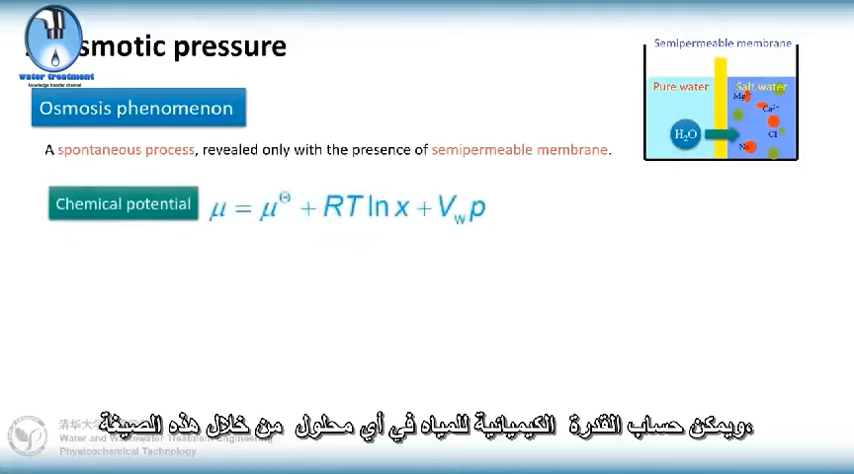 smotic pressure
water treatment
knowledge transfer channel
Osmosis phenomenon
A spontaneous process, revealed only with the presence of semipermeable membrane.
Semipermeable membrane
Pure water
Salt water
Mg
Ca²⁺
H₂O
Cl
Na
Chemical potential
μ = μ^Θ + RT ln x + V_w p
ويمكن حساب القدرة الكيميائية للمياه في أي محلول من خلال هذه الصيغة،
清华大学
Water and Wastewater Treatment Engineering
Physicochemical Technology